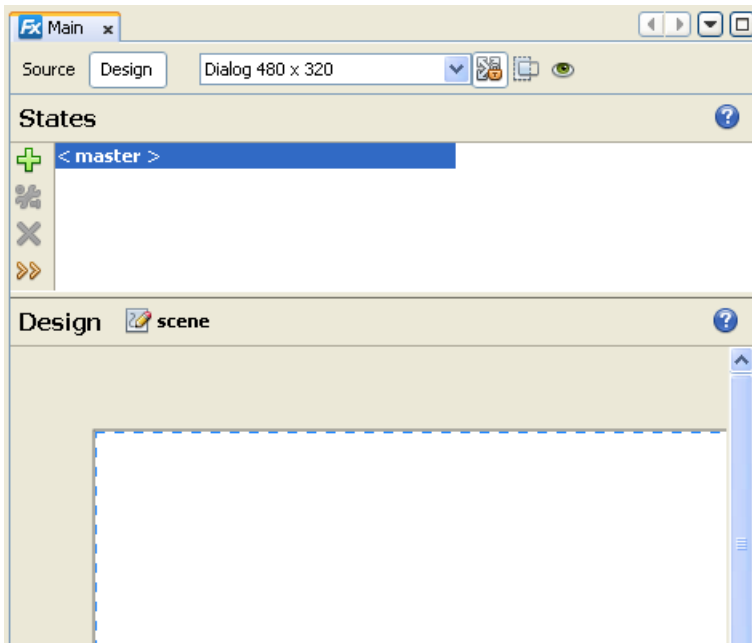 Fx Main
Source Design Dialog 480 x 320
States
< master >
Design scene